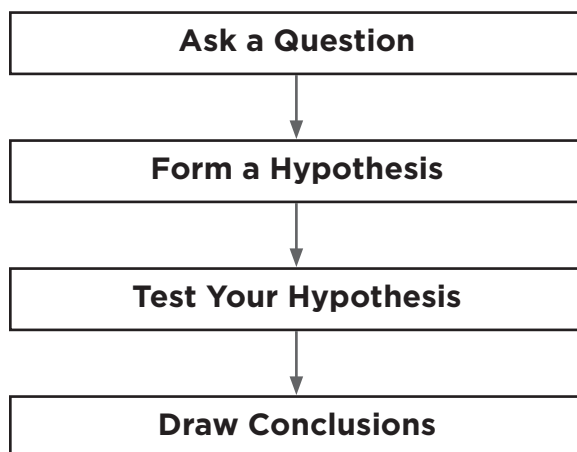 Ask a Question
Form a Hypothesis
Test Your Hypothesis
Draw Conclusions